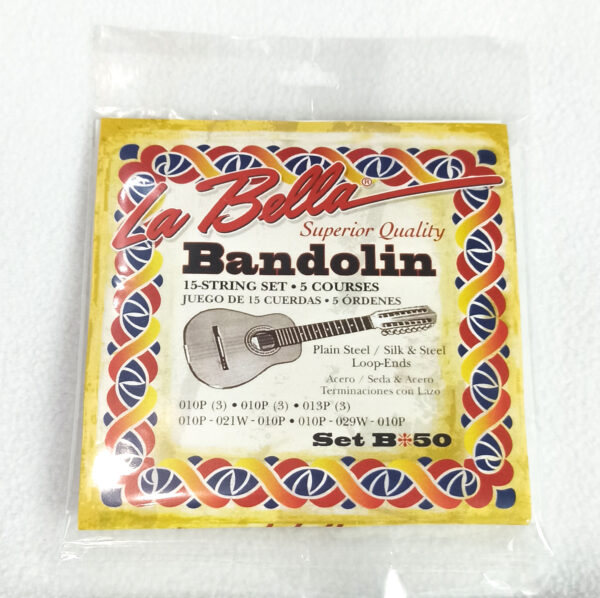 La Bella®
Superior Quality
Bandolin
15-STRING SET • 5 COURSES
JUEGO DE 15 CUERDAS • 5 ÓRDENES
Plain Steel / Silk & Steel
Loop-Ends
Acero / Seda & Acero
Terminaciones con Lazo
010P (3) • 010P (3) • 013P (3)
010P - 021W - 010P • 010P - 029W - 010P
Set B✻50